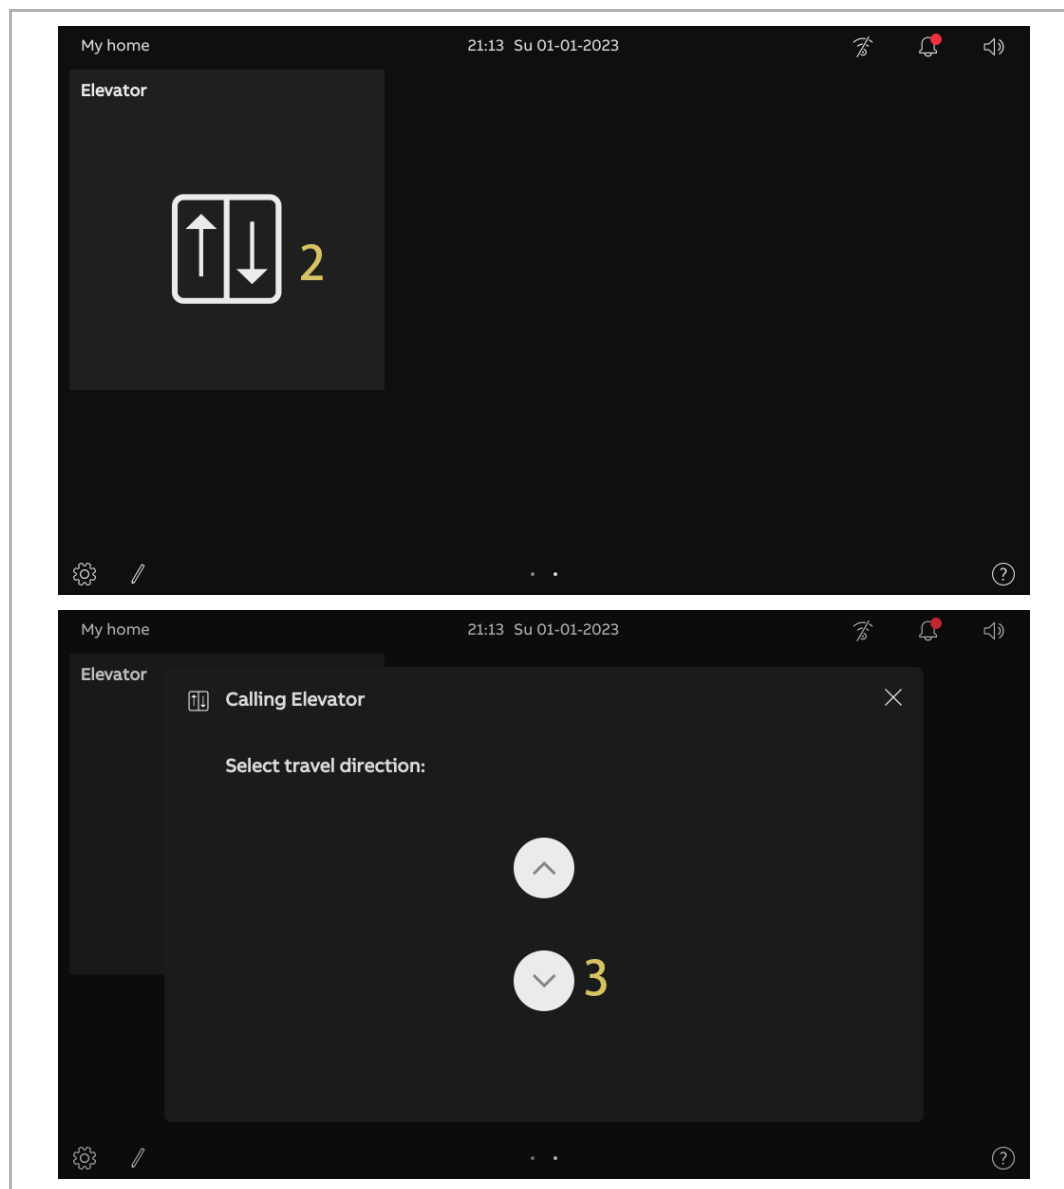 My home 21:13 Su 01-01-2023
Elevator
2
?
My home 21:13 Su 01-01-2023
Elevator
Calling Elevator
Select travel direction:
3
?